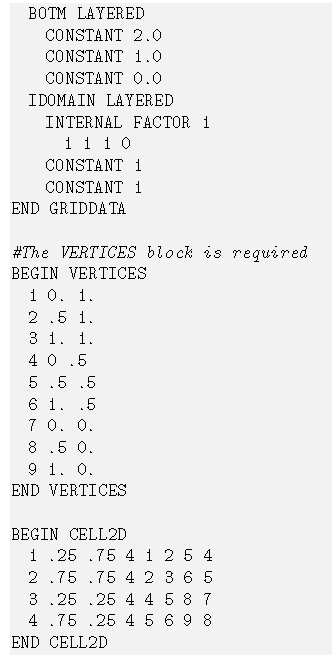 BOTM LAYERED
CONSTANT 2.0
CONSTANT 1.0
CONSTANT 0.0
IDOMAIN LAYERED
INTERNAL FACTOR 1
1 1 1 0
CONSTANT 1
CONSTANT 1
END GRIDDATA
#The VERTICES block is required
BEGIN VERTICES
1 0. 1.
2 .5 1.
3 1. 1.
4 0 .5
5 .5 .5
6 1. .5
7 0. 0.
8 .5 0.
9 1. 0.
END VERTICES
BEGIN CELL2D
1 .25 .75 4 1 2 5 4
2 .75 .75 4 2 3 6 5
3 .25 .25 4 4 5 8 7
4 .75 .25 4 5 6 9 8
END CELL2D